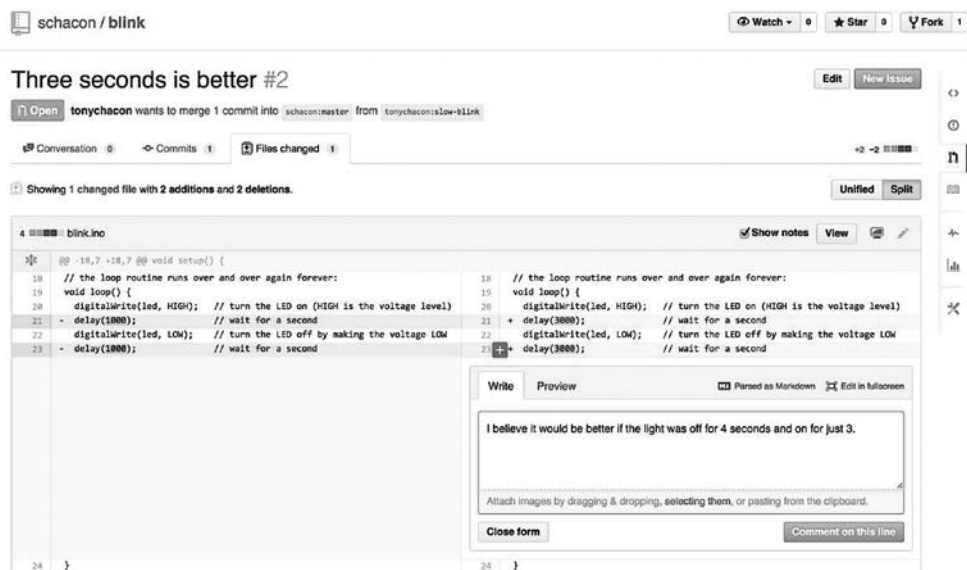 schacon / blink
Watch 0 Star 0 Fork 1
Three seconds is better #2
Edit New Issue
Open tonychacon wants to merge 1 commit into schacon:master from tonychacon:slow-blink
Conversation 0 Commits 1 Files changed 1 +2 -2
Showing 1 changed file with 2 additions and 2 deletions. Unified Split
4 blink.ino Show notes View
@@ -18,7 +18,7 @@ void setup() {
18 // the loop routine runs over and over again forever: 18 // the loop routine runs over and over again forever:
19 void loop() { 19 void loop() {
20 digitalWrite(led, HIGH); // turn the LED on (HIGH is the voltage level) 20 digitalWrite(led, HIGH); // turn the LED on (HIGH is the voltage level)
21 - delay(1000); // wait for a second 21 + delay(3000); // wait for a second
22 digitalWrite(led, LOW); // turn the LED off by making the voltage LOW 22 digitalWrite(led, LOW); // turn the LED off by making the voltage LOW
23 - delay(1000); // wait for a second 23 + delay(3000); // wait for a second
Write Preview Parsed as Markdown Edit in fullscreen
I believe it would be better if the light was off for 4 seconds and on for just 3.
Attach images by dragging & dropping, selecting them, or pasting from the clipboard.
Close form Comment on this line
24 } 24 }